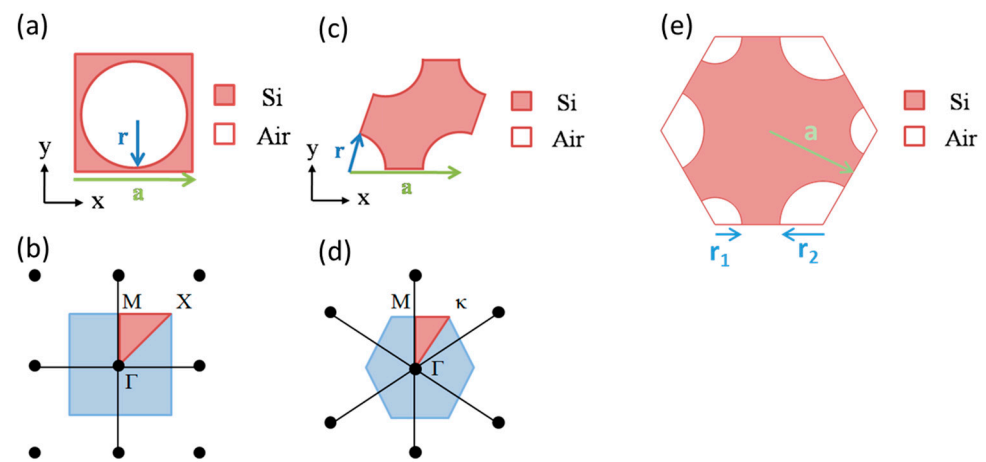 (a)
r
Si
Air
y
x
a
(c)
r
Si
Air
y
x
a
(e)
a
Si
Air
r1
r2
(b)
M
X
Γ
(d)
M
κ
Γ